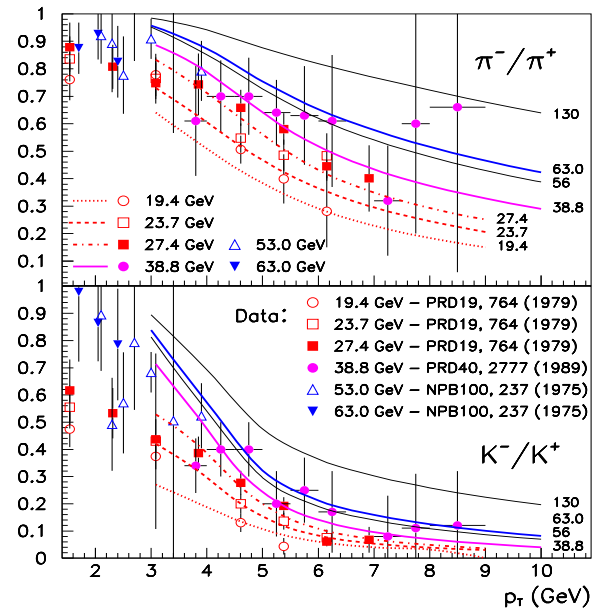 1
π⁻/π⁺
0.9
0.8
0.7
130
0.6
0.5
63.0
0.4
56
0.3
38.8
19.4 GeV
23.7 GeV
27.4
0.2
27.4 GeV 53.0 GeV
23.7
38.8 GeV 63.0 GeV
19.4
0.1
1
Data: 19.4 GeV – PRD19, 764 (1979)
0.9
23.7 GeV – PRD19, 764 (1979)
27.4 GeV – PRD19, 764 (1979)
0.8
38.8 GeV – PRD40, 2777 (1989)
0.7
53.0 GeV – NPB100, 237 (1975)
0.6
63.0 GeV – NPB100, 237 (1975)
0.5
K⁻/K⁺
0.4
0.3
0.2
130
63.0
0.1
56
38.8
0
2 3 4 5 6 7 8 9 10
p_T (GeV)